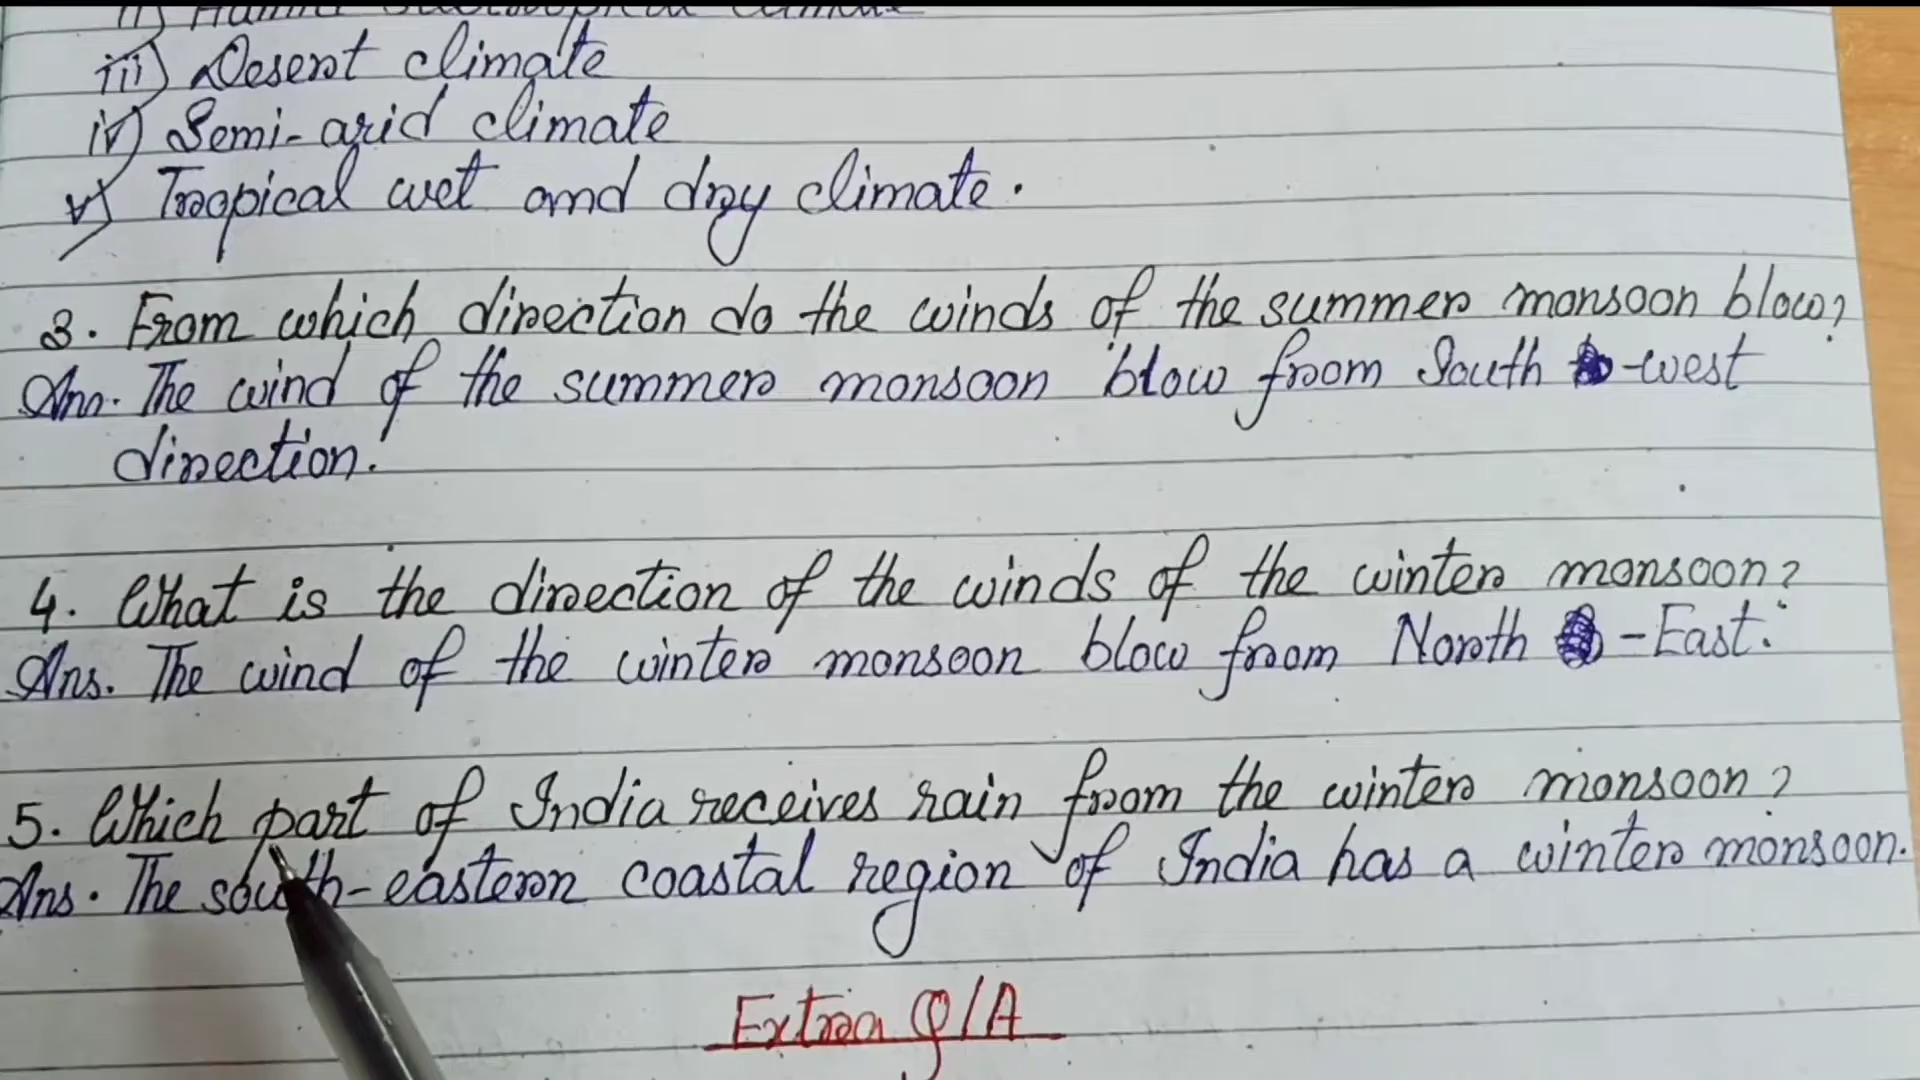 ii) Humid Subtropical climate
iii) Desert climate
iv) Semi-arid climate
v) Tropical wet and dry climate.
3. From which direction do the winds of the summer monsoon blow?
Ans. The wind of the summer monsoon blow from South -west
direction.
4. What is the direction of the winds of the winter monsoon?
Ans. The wind of the winter monsoon blow from North -East.
5. Which part of India receives rain from the winter monsoon?
Ans. The south-eastern coastal region of India has a winter monsoon.
Extra Q/A